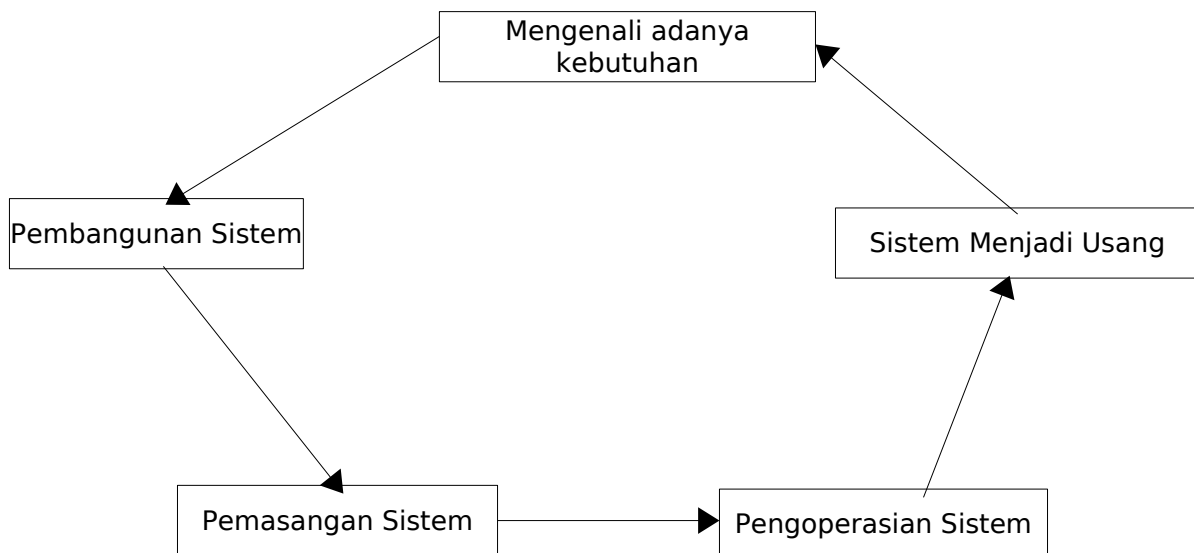 Mengenali adanya
kebutuhan
Pembangunan Sistem
Sistem Menjadi Usang
Pemasangan Sistem
Pengoperasian Sistem